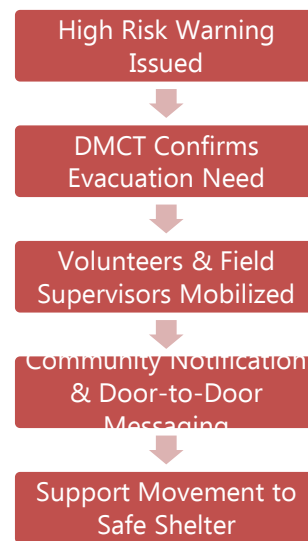 High Risk Warning
Issued
DMCT Confirms
Evacuation Need
Volunteers & Field
Supervisors Mobilized
Community Notification
& Door-to-Door
Messaging
Support Movement to
Safe Shelter